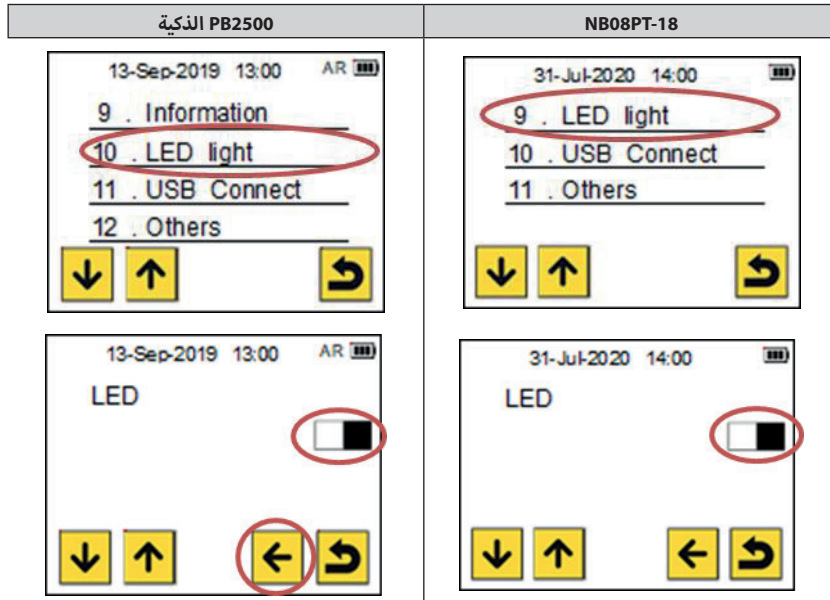 PB2500 الذكية
NB08PT-18
13-Sep-2019 13:00 AR
9 . Information
10 . LED light
11 . USB Connect
12 . Others
31-Jul-2020 14:00
9 . LED light
10 . USB Connect
11 . Others
13-Sep-2019 13:00 AR
LED
31-Jul-2020 14:00
LED